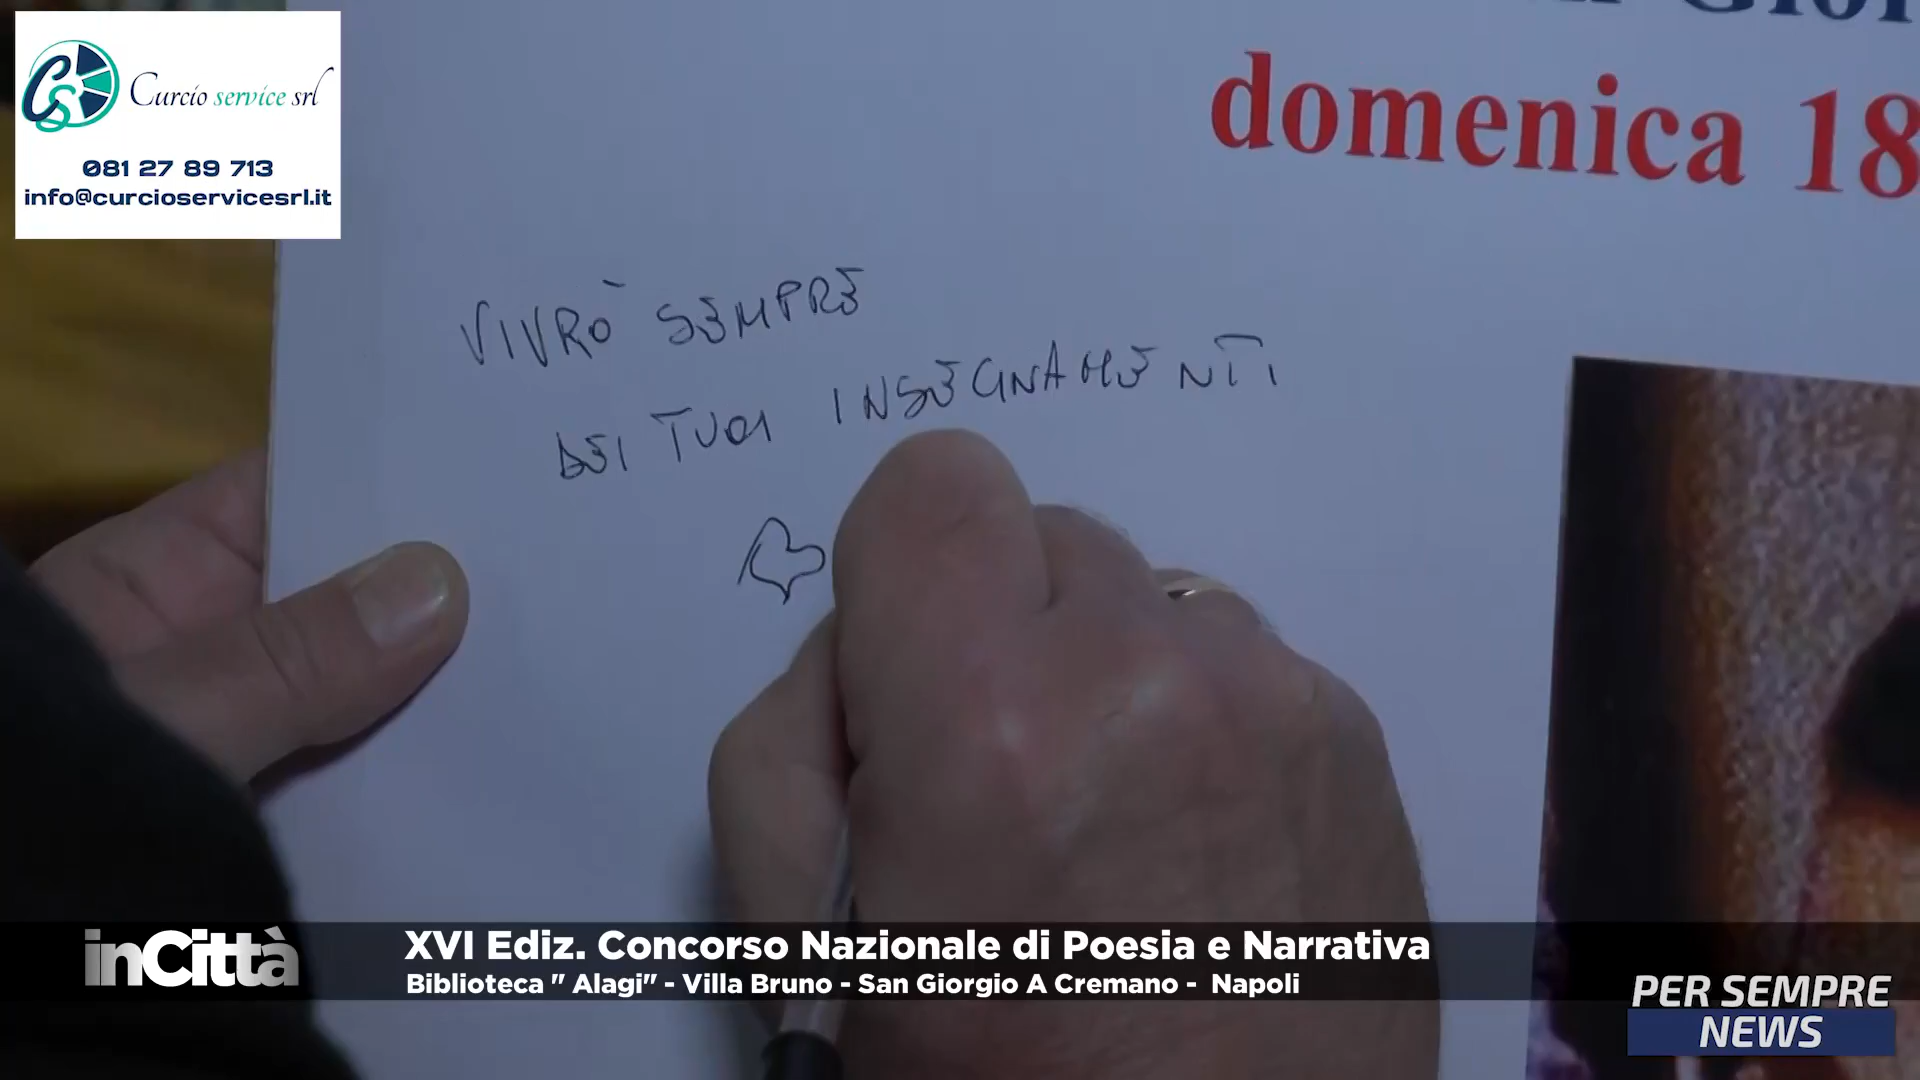 Curcio service srl
081 27 89 713
info@curcioservicesrl.it
domenica 18
VIVRÒ SEMPRE
DEI TUOI INSEGNAMENTI
inCittà
XVI Ediz. Concorso Nazionale di Poesia e Narrativa
Biblioteca " Alagi" - Villa Bruno - San Giorgio A Cremano - Napoli
PER SEMPRE
NEWS